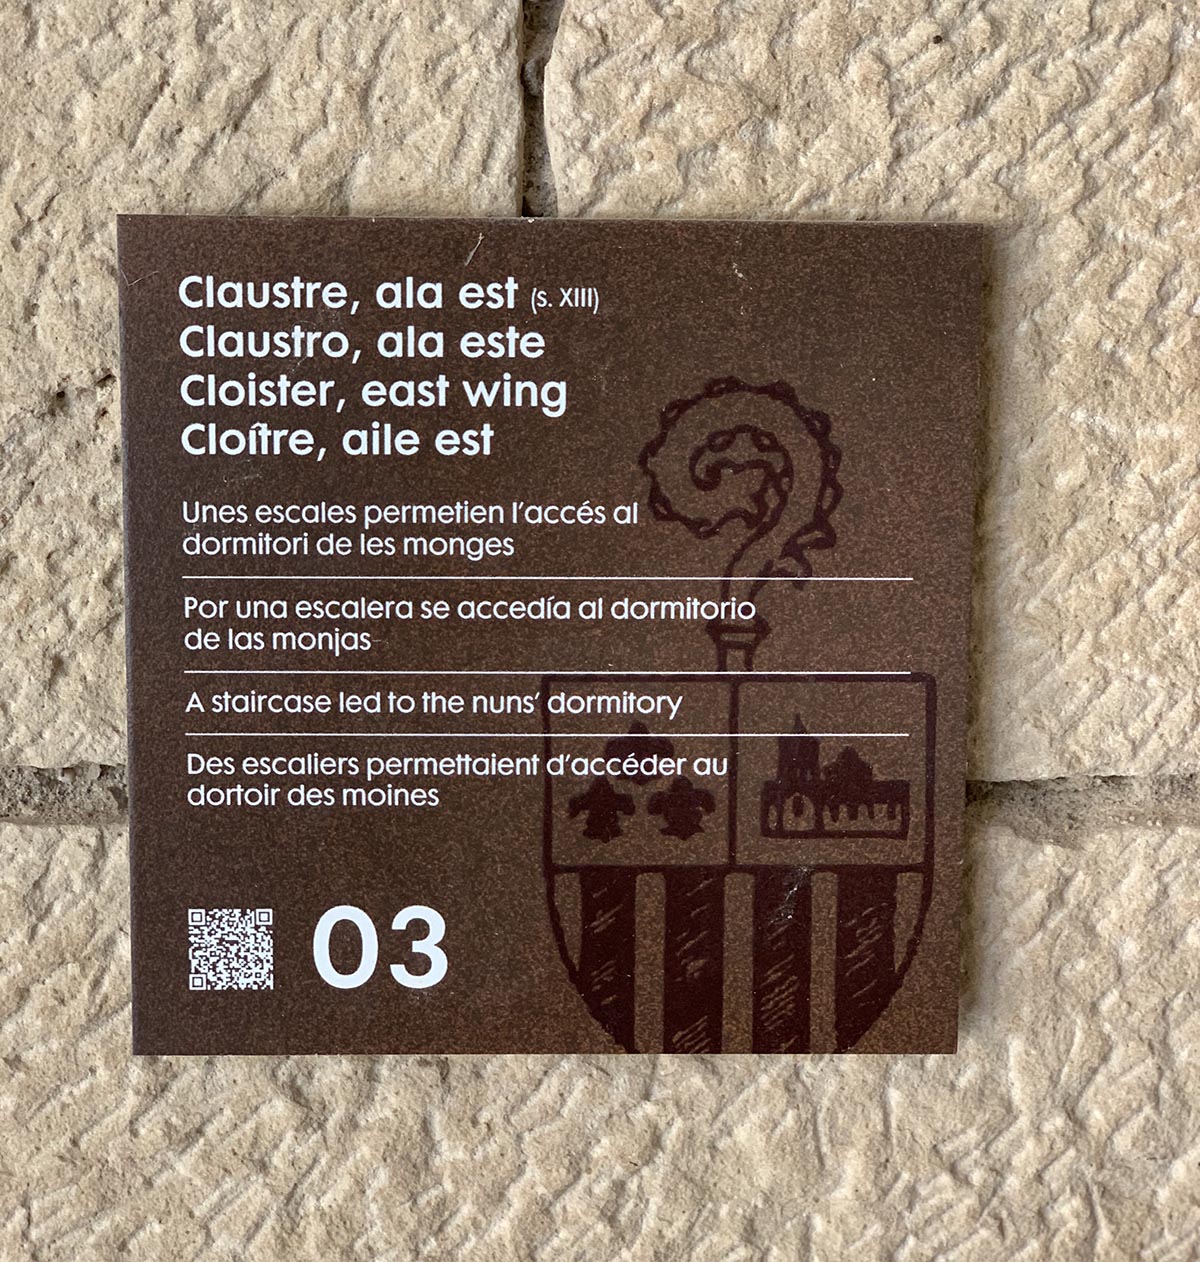 Claustre, ala est (s. XIII)
Claustro, ala este
Cloister, east wing
Cloître, aile est
Unes escales permetien l'accés al
dormitori de les monges
Por una escalera se accedía al dormitorio
de las monjas
A staircase led to the nuns' dormitory
Des escaliers permettaient d'accéder au
dortoir des moines
03